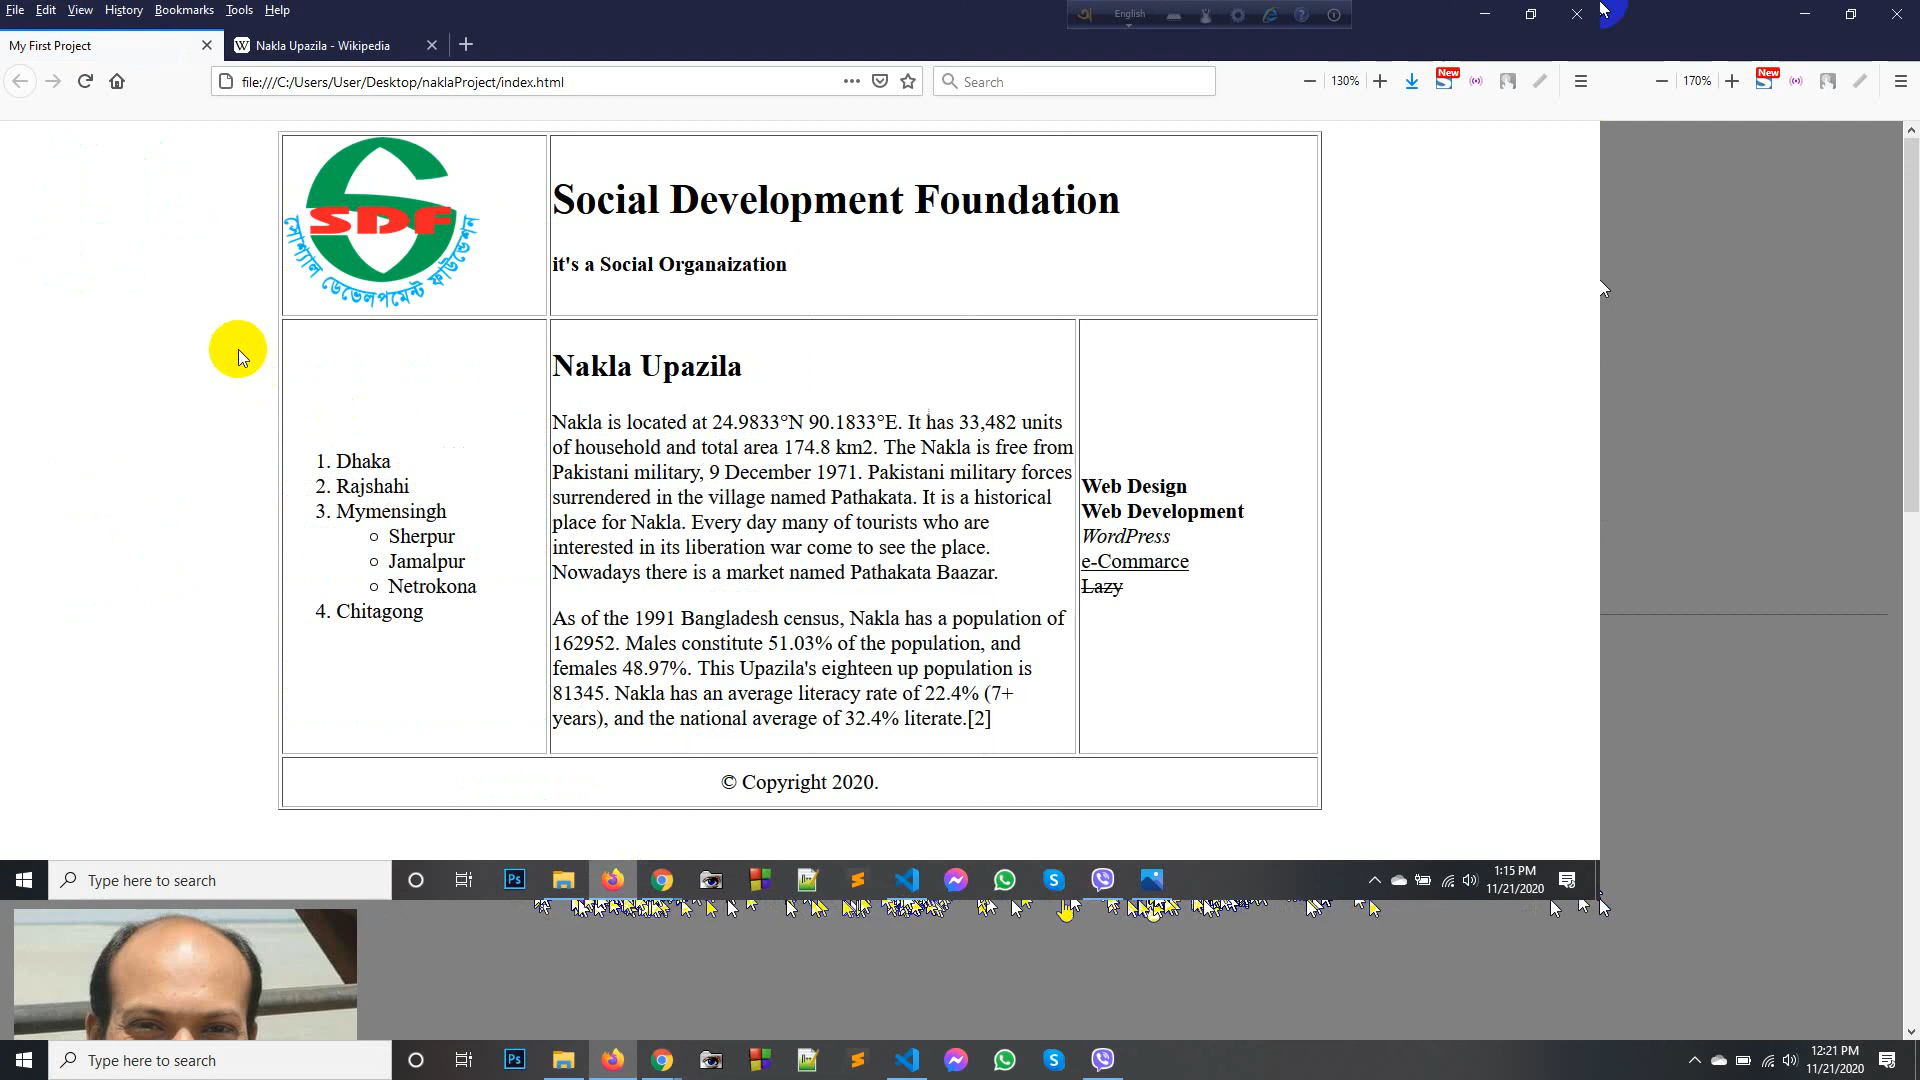 File Edit View History Bookmarks Tools Help
English
My First Project
Nakla Upazila - Wikipedia
file:///C:/Users/User/Desktop/naklaProject/index.html
Search
130%
New
170%
New
SDF
সোশ্যাল ডেভেলপমেন্ট ফাউন্ডেশন
Social Development Foundation
it's a Social Organaization
1. Dhaka
2. Rajshahi
3. Mymensingh
Sherpur
Jamalpur
Netrokona
4. Chitagong
Nakla Upazila
Nakla is located at 24.9833°N 90.1833°E. It has 33,482 units
of household and total area 174.8 km2. The Nakla is free from
Pakistani military, 9 December 1971. Pakistani military forces
surrendered in the village named Pathakata. It is a historical
place for Nakla. Every day many of tourists who are
interested in its liberation war come to see the place.
Nowadays there is a market named Pathakata Baazar.
As of the 1991 Bangladesh census, Nakla has a population of
162952. Males constitute 51.03% of the population, and
females 48.97%. This Upazila's eighteen up population is
81345. Nakla has an average literacy rate of 22.4% (7+
years), and the national average of 32.4% literate.[2]
Web Design
Web Development
WordPress
e-Commarce
Lazy
© Copyright 2020.
Type here to search
Ps
1:15 PM
11/21/2020
Type here to search
Ps
12:21 PM
11/21/2020